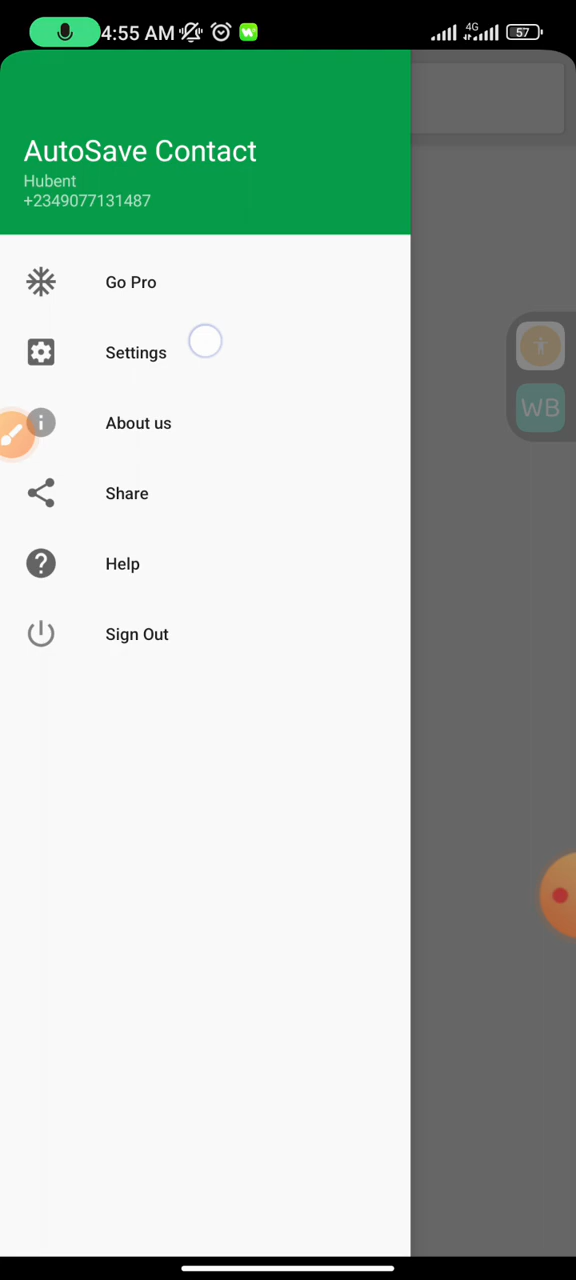 4:55 AM 4G 57
AutoSave Contact
Hubent
+2349077131487
Go Pro
Settings
About us
Share
Help
Sign Out
WB